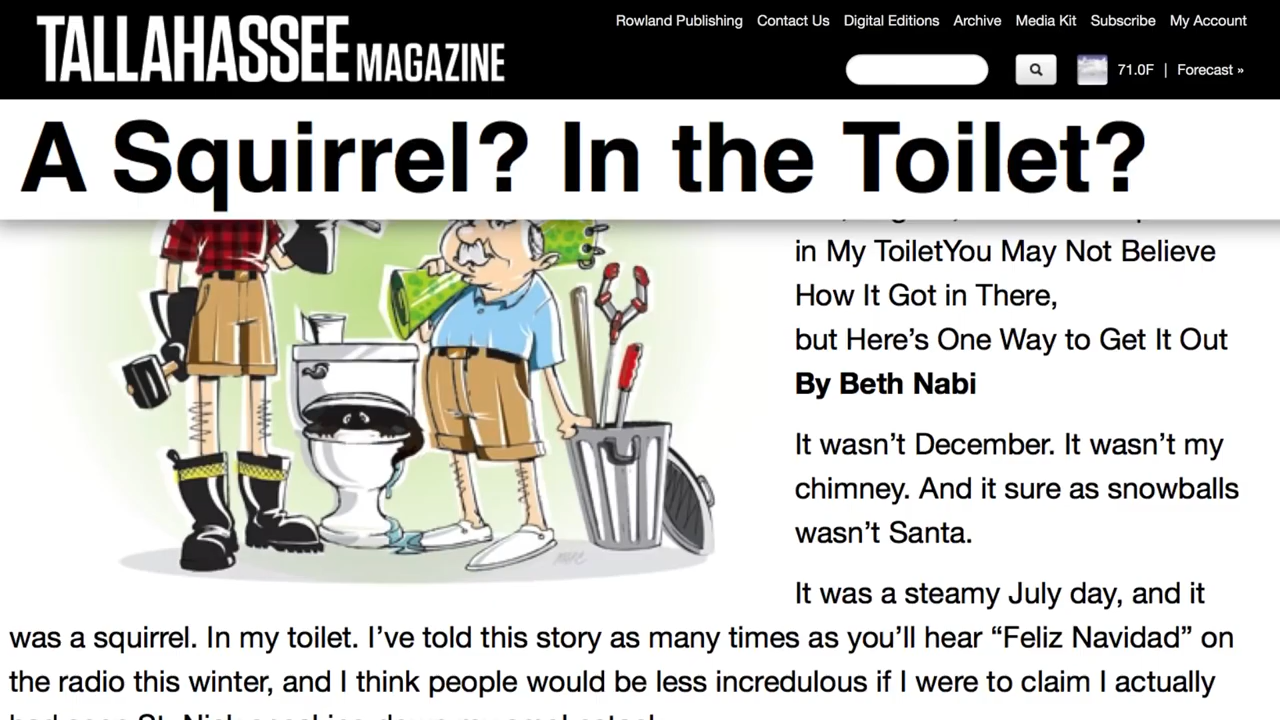 TALLAHASSEE MAGAZINE
Rowland Publishing Contact Us Digital Editions Archive Media Kit Subscribe My Account
71.0F | Forecast »
A Squirrel? In the Toilet?
in My ToiletYou May Not Believe
How It Got in There,
but Here’s One Way to Get It Out
By Beth Nabi
It wasn’t December. It wasn’t my
chimney. And it sure as snowballs
wasn’t Santa.
It was a steamy July day, and it
was a squirrel. In my toilet. I’ve told this story as many times as you’ll hear “Feliz Navidad” on
the radio this winter, and I think people would be less incredulous if I were to claim I actually